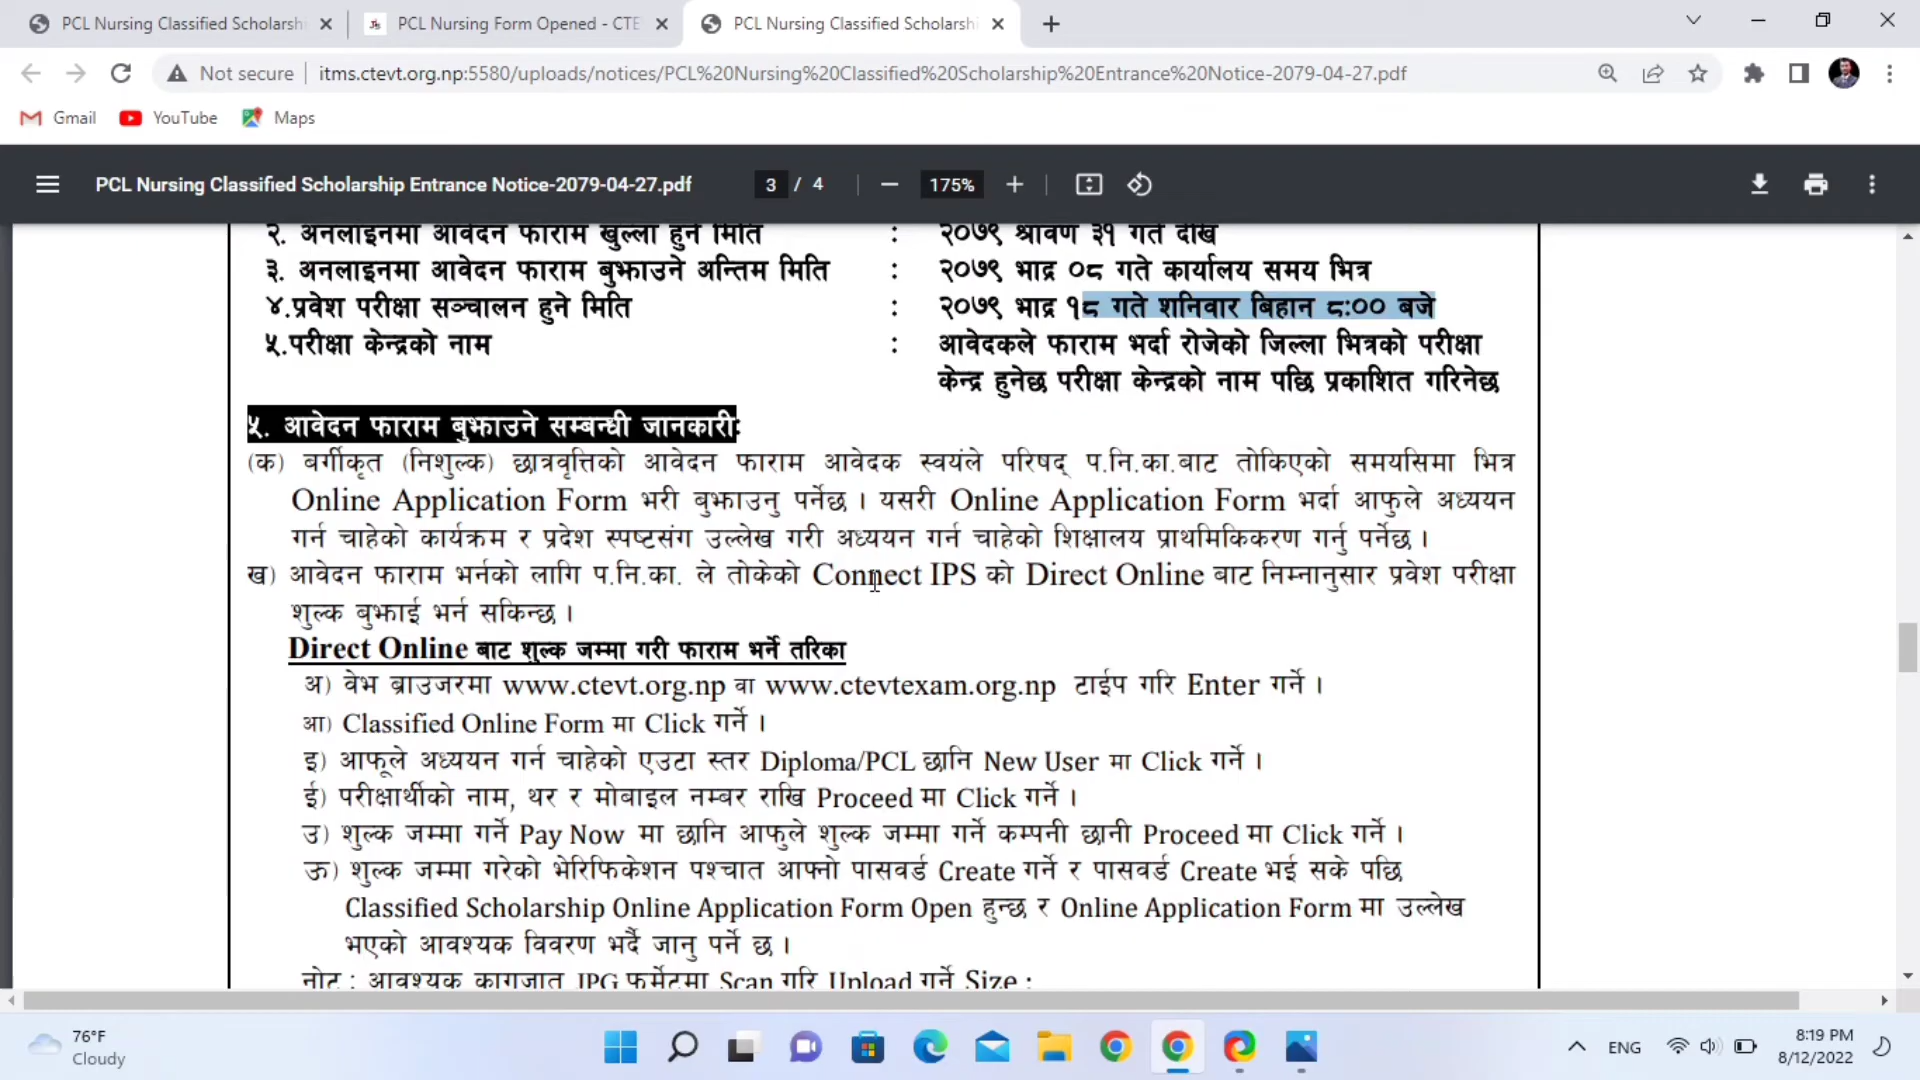 PCL Nursing Classified Scholarsh
PCL Nursing Form Opened - CTE
PCL Nursing Classified Scholarsh
Not secure
itms.ctevt.org.np:5580/uploads/notices/PCL%20Nursing%20Classified%20Scholarship%20Entrance%20Notice-2079-04-27.pdf
Gmail
YouTube
Maps
PCL Nursing Classified Scholarship Entrance Notice-2079-04-27.pdf
3 / 4
175%
२. अनलाइनमा आवेदन फाराम खुल्ला हुने मिति : २०७९ श्रावण ३१ गते देखि
३. अनलाइनमा आवेदन फाराम बुझाउने अन्तिम मिति : २०७९ भाद्र ०८ गते कार्यालय समय भित्र
४.प्रवेश परीक्षा सञ्चालन हुने मिति : २०७९ भाद्र १८ गते शनिवार बिहान ८:०० बजे
५.परीक्षा केन्द्रको नाम : आवेदकले फाराम भर्दा रोजेको जिल्ला भित्रको परीक्षा
केन्द्र हुनेछ परीक्षा केन्द्रको नाम पछि प्रकाशित गरिनेछ
५. आवेदन फाराम बुझाउने सम्बन्धी जानकारी:
(क) बर्गीकृत (निशुल्क) छात्रवृत्तिको आवेदन फाराम आवेदक स्वयंले परिषद् प.नि.का.बाट तोकिएको समयसिमा भित्र
Online Application Form भरी बुझाउनु पर्नेछ । यसरी Online Application Form भर्दा आफुले अध्ययन
गर्न चाहेको कार्यक्रम र प्रदेश स्पष्टसंग उल्लेख गरी अध्ययन गर्न चाहेको शिक्षालय प्राथमिकिकरण गर्नु पर्नेछ ।
ख) आवेदन फाराम भर्नको लागि प.नि.का. ले तोकेको Connect IPS को Direct Online बाट निम्नानुसार प्रवेश परीक्षा
शुल्क बुझाई भर्न सकिन्छ ।
Direct Online बाट शुल्क जम्मा गरी फाराम भर्ने तरिका
अ) वेभ ब्राउजरमा www.ctevt.org.np वा www.ctevtexam.org.np टाईप गरि Enter गर्ने ।
आ) Classified Online Form मा Click गर्ने ।
इ) आफूले अध्ययन गर्न चाहेको एउटा स्तर Diploma/PCL छानि New User मा Click गर्ने ।
ई) परीक्षार्थीको नाम, थर र मोबाइल नम्बर राखि Proceed मा Click गर्ने ।
उ) शुल्क जम्मा गर्ने Pay Now मा छानि आफुले शुल्क जम्मा गर्ने कम्पनी छानी Proceed मा Click गर्ने ।
ऊ) शुल्क जम्मा गरेको भेरिफिकेशन पश्चात आफ्नो पासवर्ड Create गर्ने र पासवर्ड Create भई सके पछि
Classified Scholarship Online Application Form Open हुन्छ र Online Application Form मा उल्लेख
भएको आवश्यक विवरण भर्दै जानु पर्ने छ ।
नोट : आवश्यक कागजात JPG फर्मेटमा Scan गरि Upload गर्ने Size :
76°F
Cloudy
ENG
8:19 PM
8/12/2022